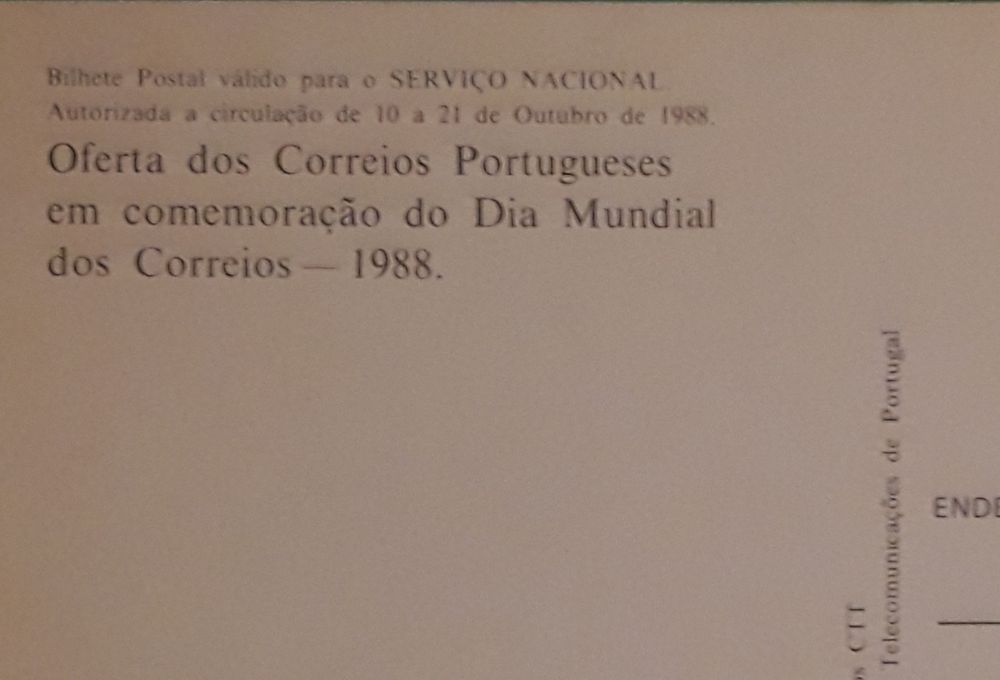 Bilhete Postal válido para o SERVIÇO NACIONAL.
Autorizada a circulação de 10 a 21 de Outubro de 1988.
Oferta dos Correios Portugueses
em comemoração do Dia Mundial
dos Correios — 1988.
CTT
Telecomunicações de Portugal